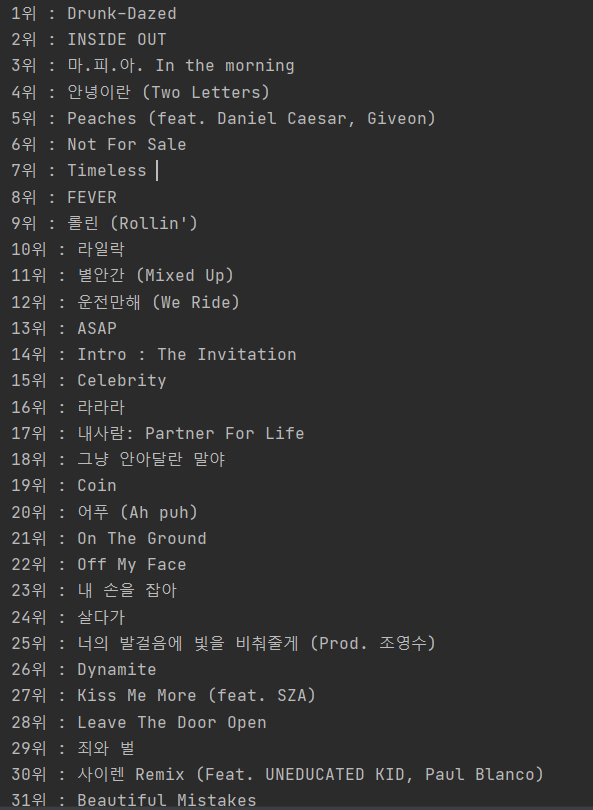 1위 : Drunk-Dazed
2위 : INSIDE OUT
3위 : 마.피.아. In the morning
4위 : 안녕이란 (Two Letters)
5위 : Peaches (feat. Daniel Caesar, Giveon)
6위 : Not For Sale
7위 : Timeless
8위 : FEVER
9위 : 롤린 (Rollin')
10위 : 라일락
11위 : 별안간 (Mixed Up)
12위 : 운전만해 (We Ride)
13위 : ASAP
14위 : Intro : The Invitation
15위 : Celebrity
16위 : 라라라
17위 : 내사람: Partner For Life
18위 : 그냥 안아달란 말야
19위 : Coin
20위 : 어푸 (Ah puh)
21위 : On The Ground
22위 : Off My Face
23위 : 내 손을 잡아
24위 : 살다가
25위 : 너의 발걸음에 빛을 비춰줄게 (Prod. 조영수)
26위 : Dynamite
27위 : Kiss Me More (feat. SZA)
28위 : Leave The Door Open
29위 : 죄와 벌
30위 : 사이렌 Remix (Feat. UNEDUCATED KID, Paul Blanco)
31위 : Beautiful Mistakes